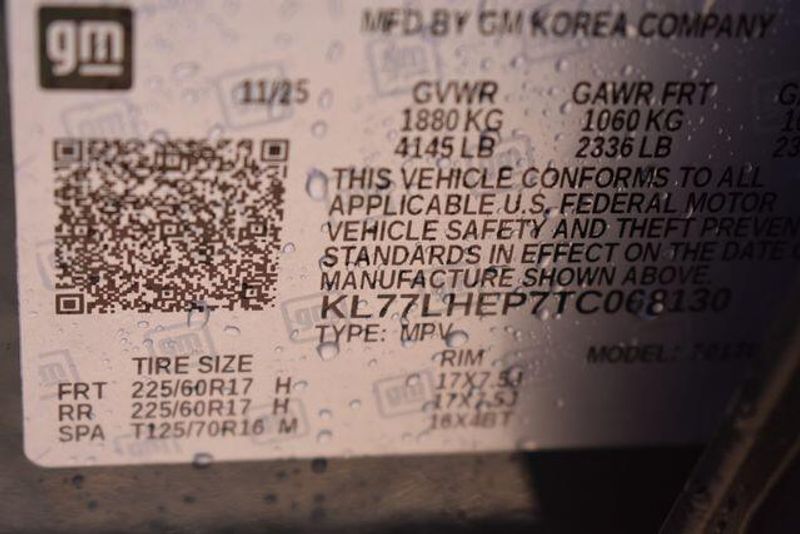 gm
MFD BY GM KOREA COMPANY
11/25 GVWR GAWR FRT
1880 KG 1060 KG
4145 LB 2336 LB
THIS VEHICLE CONFORMS TO ALL
APPLICABLE U.S. FEDERAL MOTOR
VEHICLE SAFETY AND THEFT PREVEN
STANDARDS IN EFFECT ON THE DATE
MANUFACTURE SHOWN ABOVE.
KL77LHEP7TC068130
TYPE: MPV
TIRE SIZE RIM MODEL:
FRT 225/60R17 H 17X7.5J
RR 225/60R17 H 17X7.5J
SPA T125/70R16 M 16X4BT